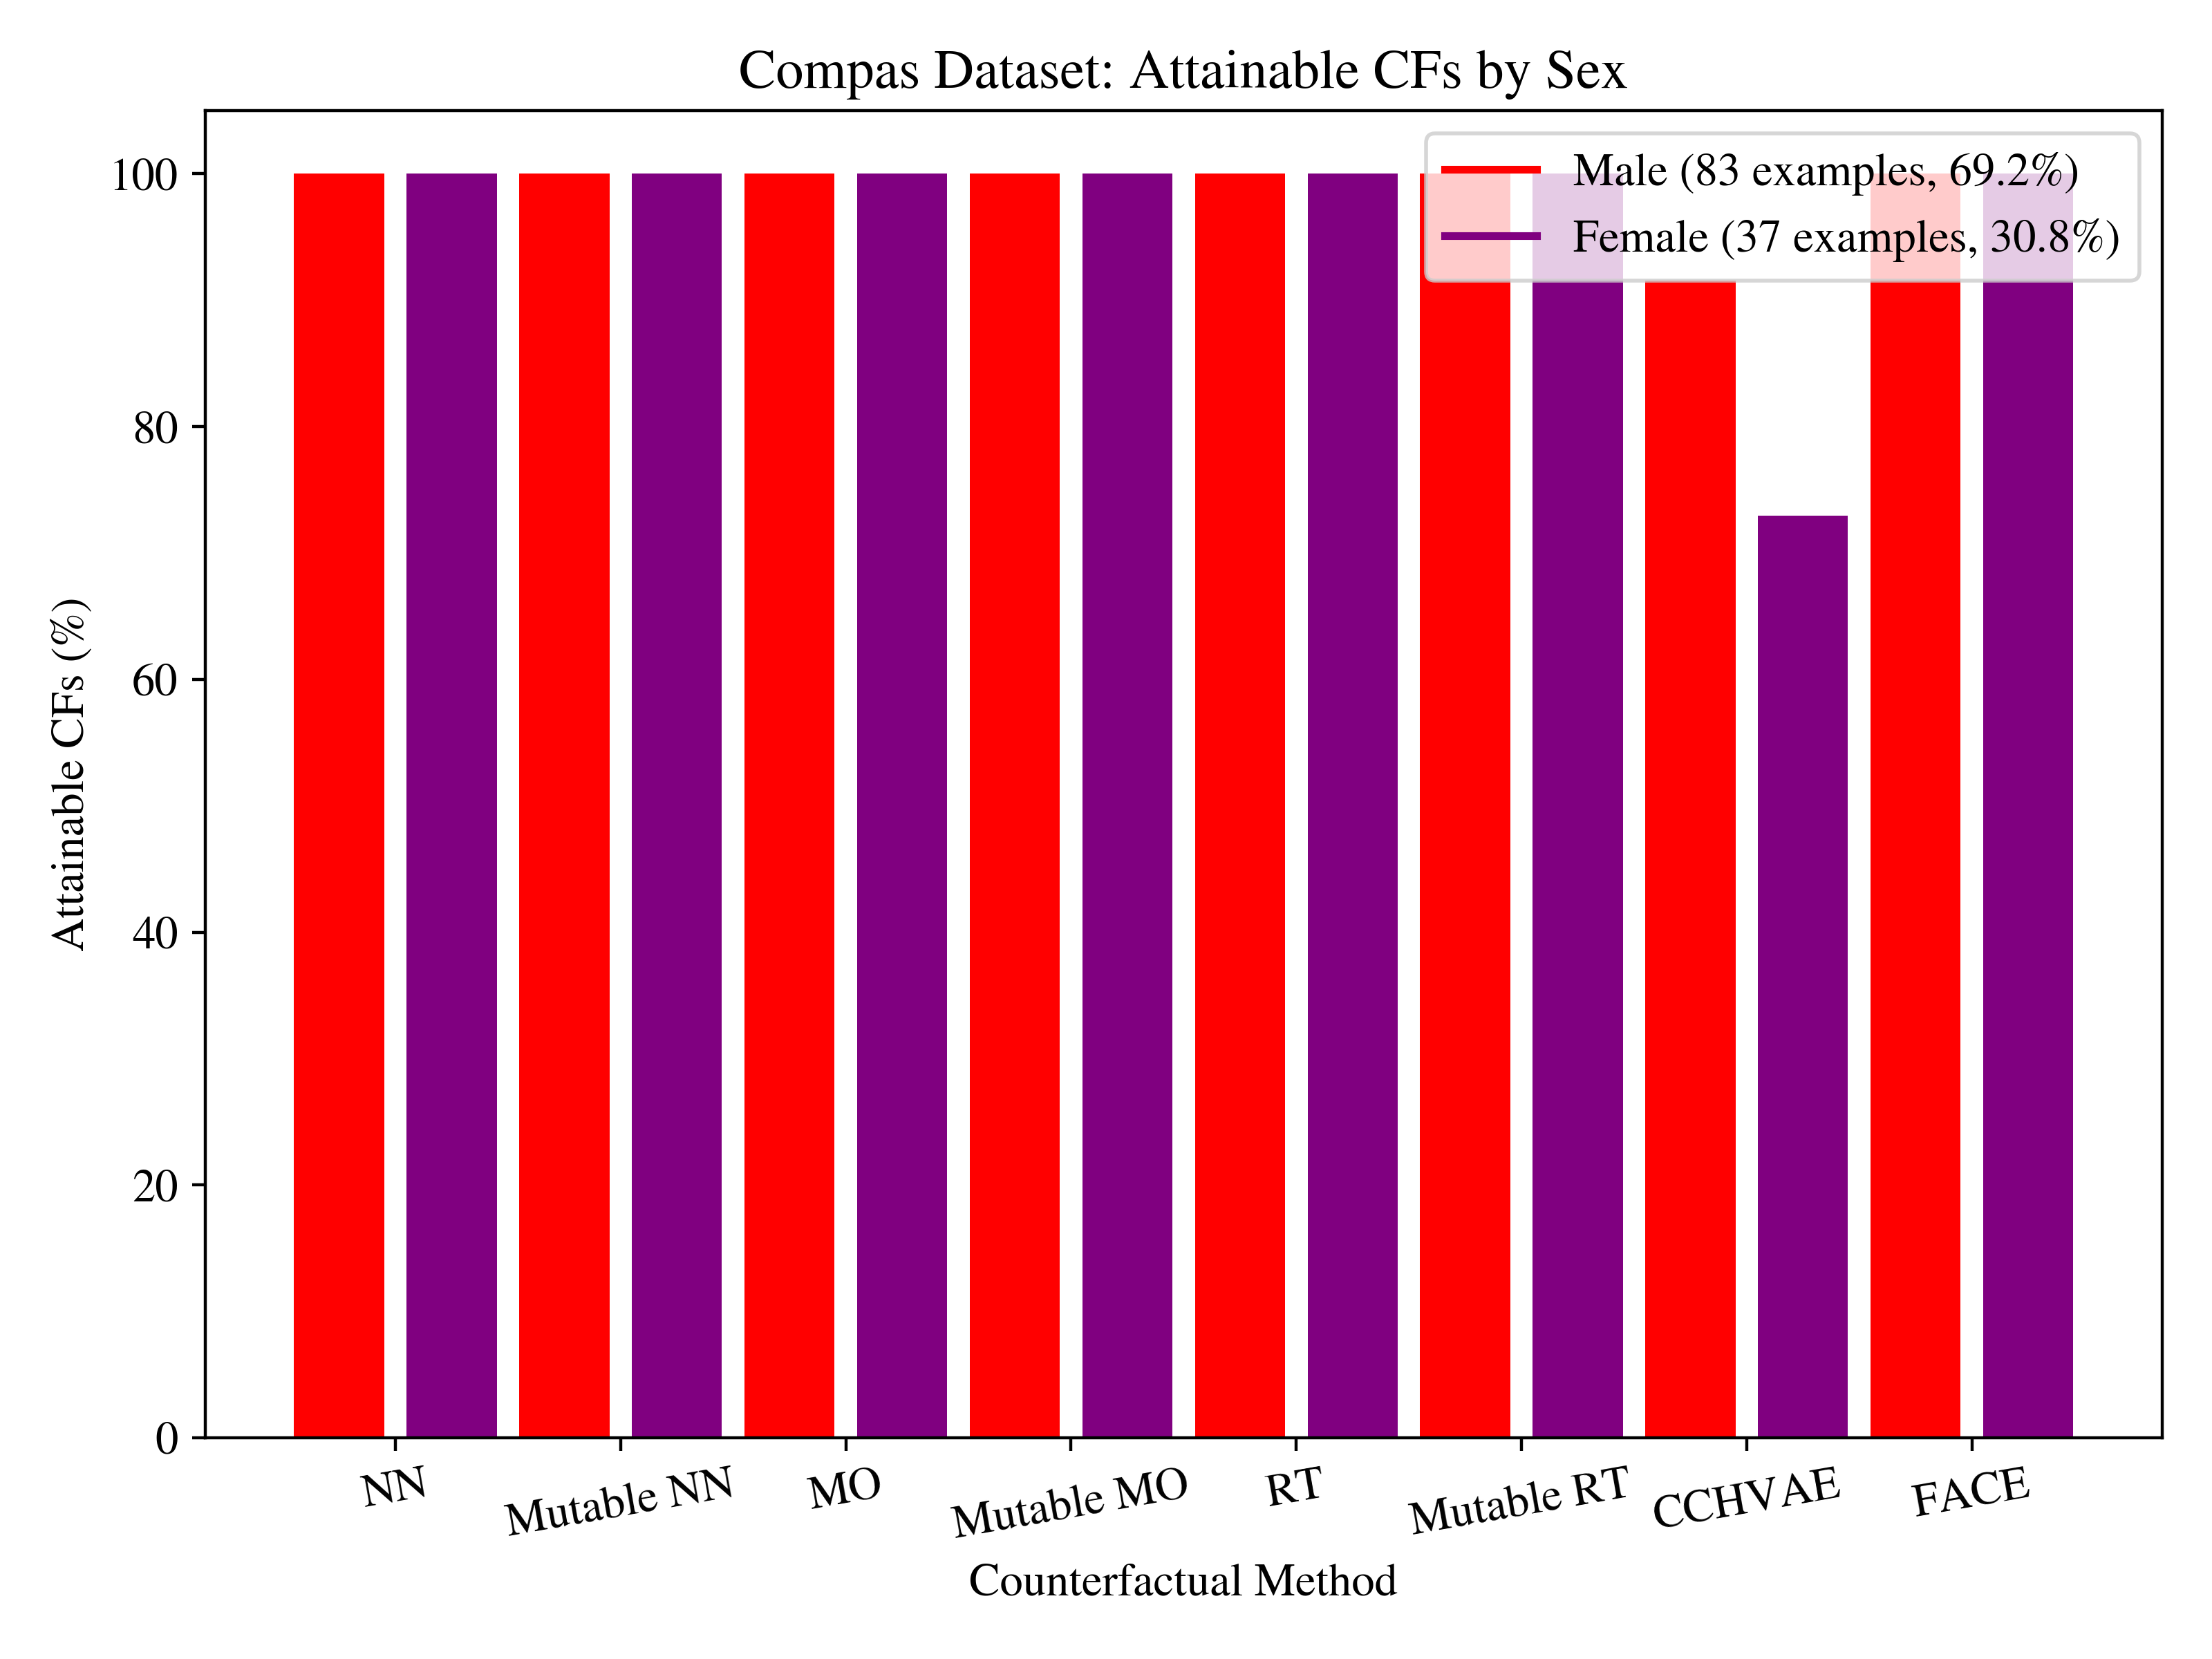 Compas Dataset: Attainable CFs by Sex
Male (83 examples, 69.2%)
Female (37 examples, 30.8%)
Attainable CFs (%)
100
80
60
40
20
0
NN
Mutable NN
MO
Mutable MO
RT
Mutable RT
CCHVAE
FACE
Counterfactual Method